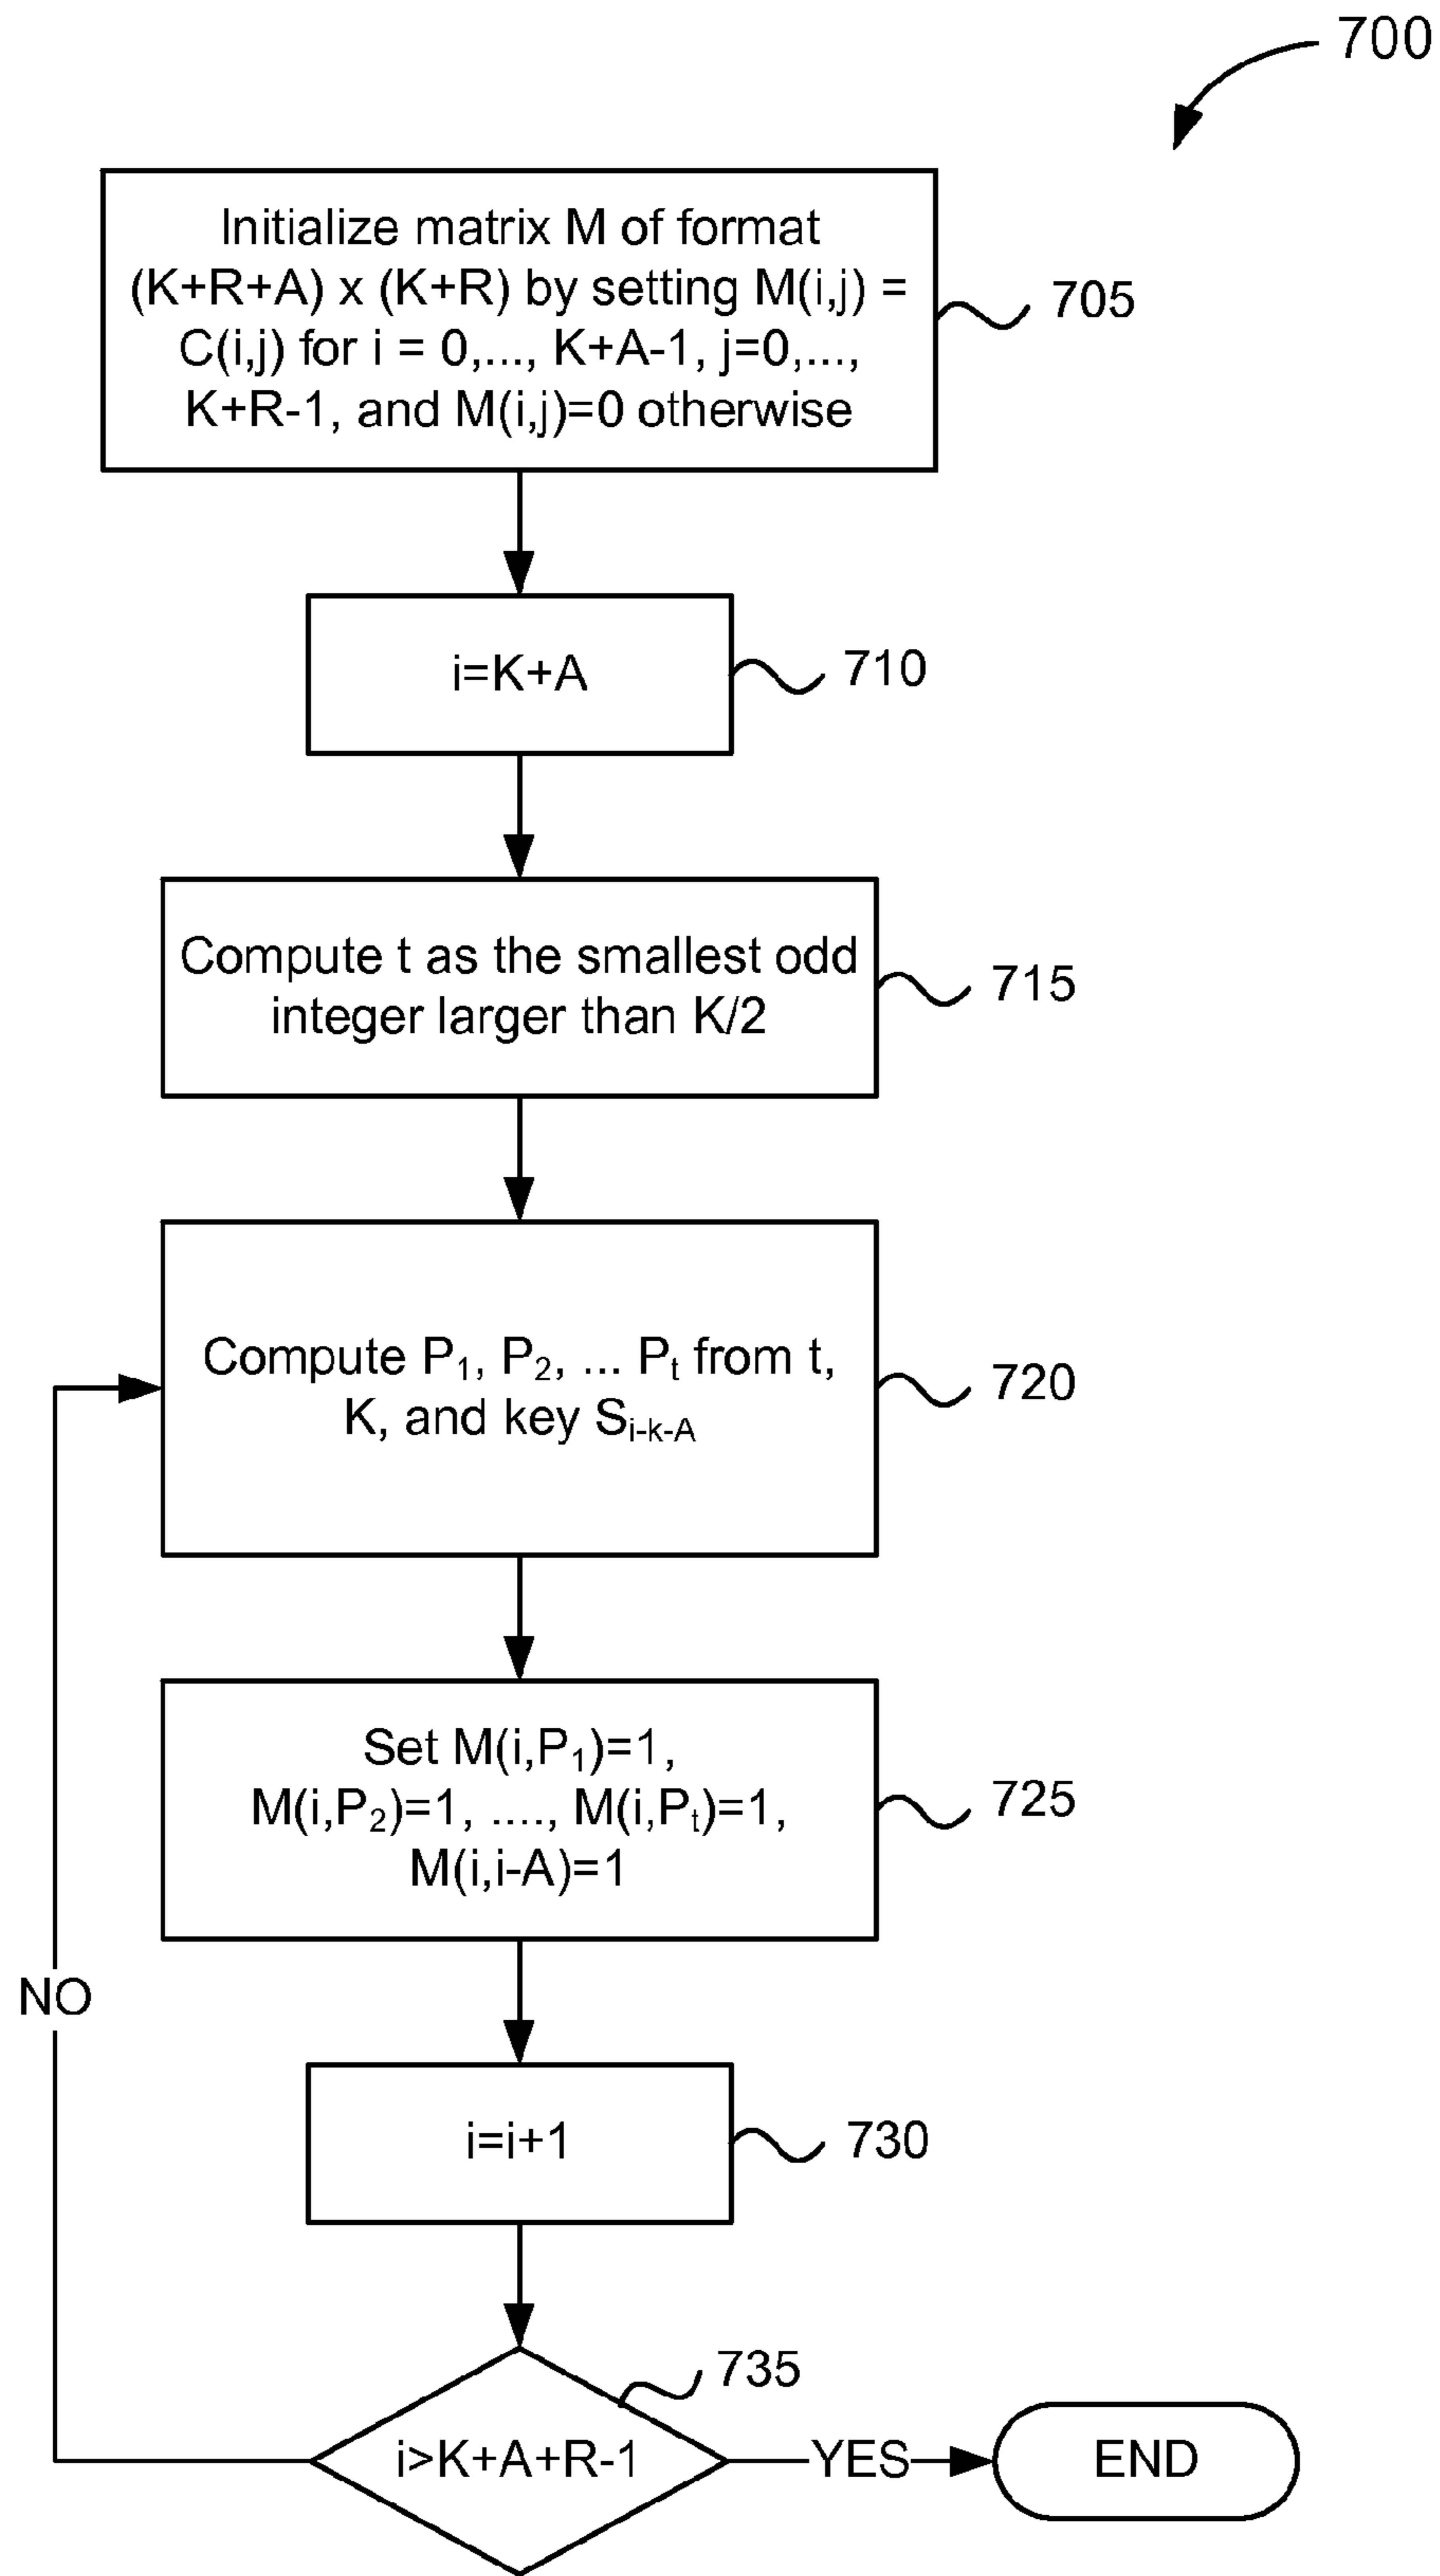 700
Initialize matrix M of format
(K+R+A) x (K+R) by setting M(i,j) =
C(i,j) for i = 0,..., K+A-1, j=0,...,
K+R-1, and M(i,j)=0 otherwise
705
i=K+A
710
Compute t as the smallest odd
integer larger than K/2
715
Compute P₁, P₂, ... Pₜ from t,
K, and key S_{i-k-A}
720
Set M(i,P₁)=1,
M(i,P₂)=1, ...., M(i,Pₜ)=1,
M(i,i-A)=1
725
NO
i=i+1
730
735
i>K+A+R-1
YES
END